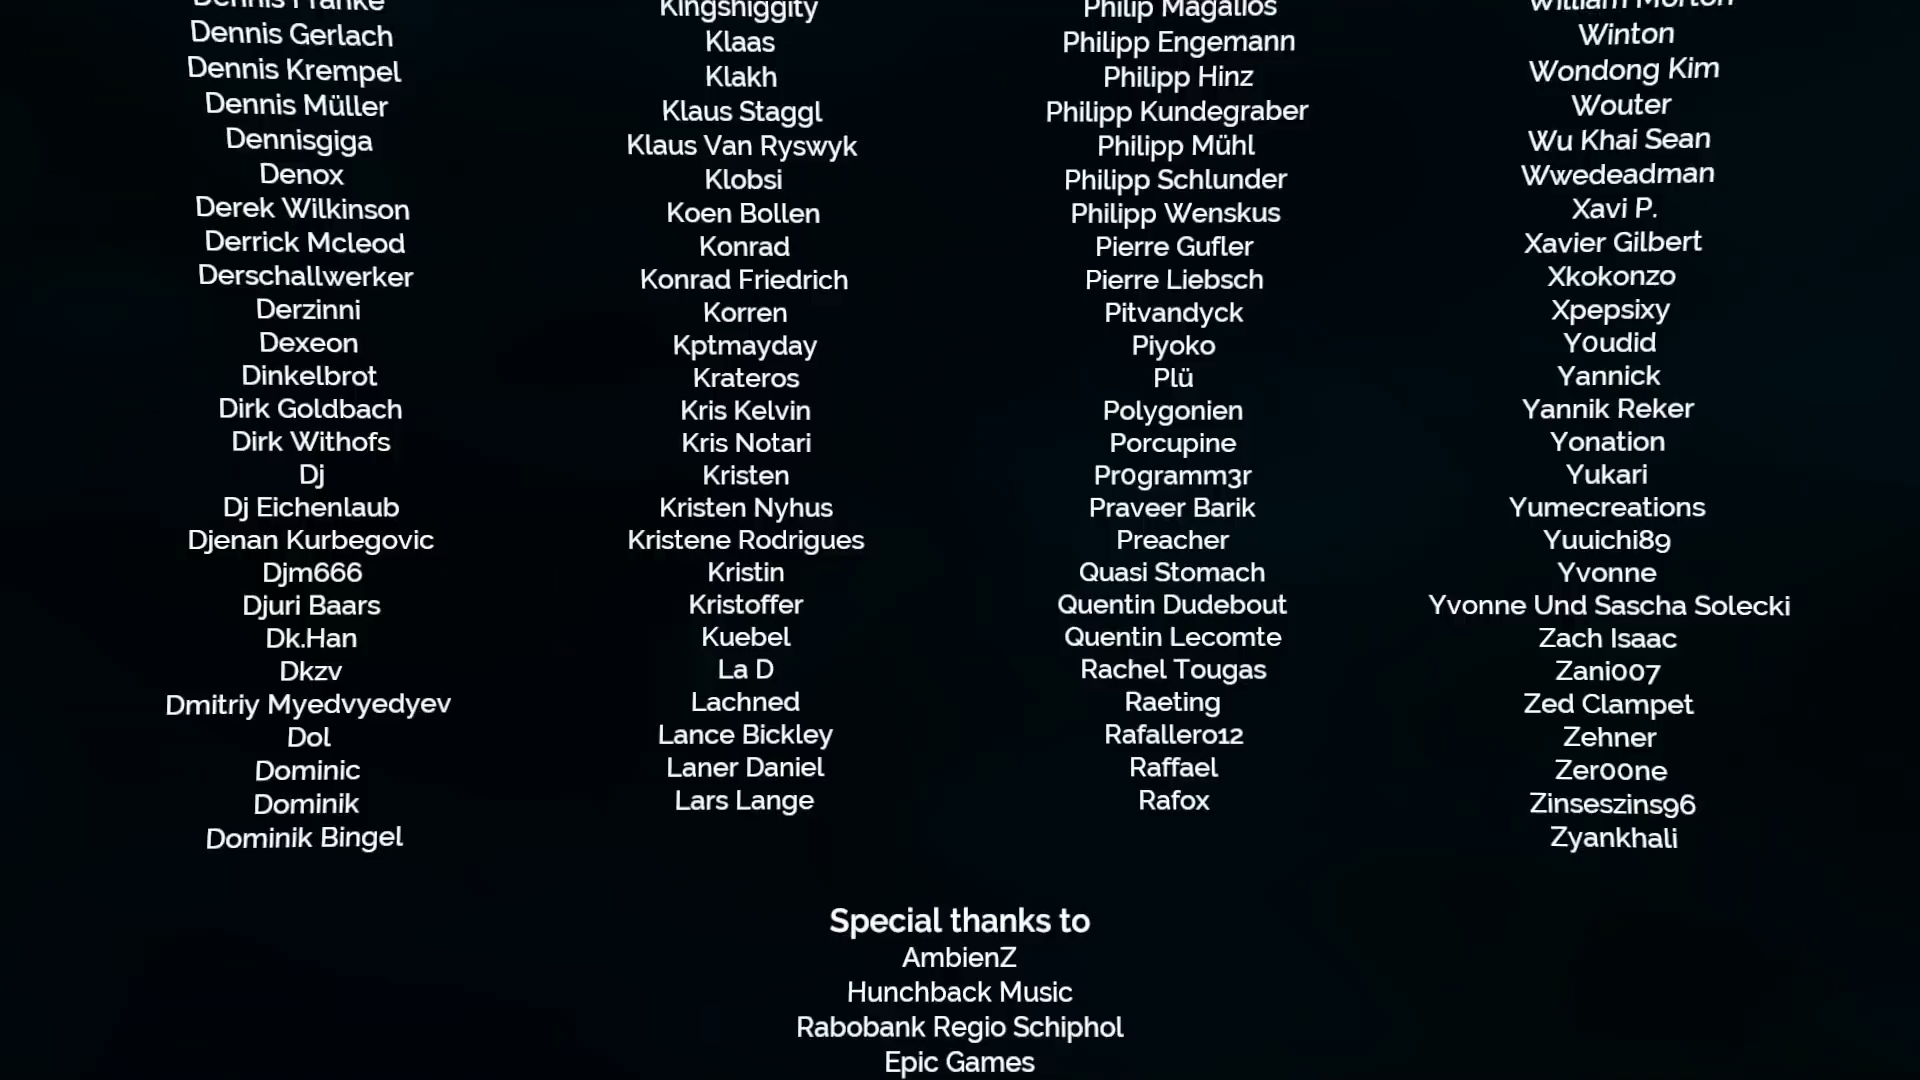 Dennis Franke
Dennis Gerlach
Dennis Krempel
Dennis Müller
Dennisgiga
Denox
Derek Wilkinson
Derrick Mcleod
Derschallwerker
Derzinni
Dexeon
Dinkelbrot
Dirk Goldbach
Dirk Withofs
Dj
Dj Eichenlaub
Djenan Kurbegovic
Djm666
Djuri Baars
Dk.Han
Dkzv
Dmitriy Myedvyedyev
Dol
Dominic
Dominik
Dominik Bingel
Kingshiggity
Klaas
Klakh
Klaus Staggl
Klaus Van Ryswyk
Klobsi
Koen Bollen
Konrad
Konrad Friedrich
Korren
Kptmayday
Krateros
Kris Kelvin
Kris Notari
Kristen
Kristen Nyhus
Kristene Rodrigues
Kristin
Kristoffer
Kuebel
La D
Lachned
Lance Bickley
Laner Daniel
Lars Lange
Philip Magalios
Philipp Engemann
Philipp Hinz
Philipp Kundegraber
Philipp Mühl
Philipp Schlunder
Philipp Wenskus
Pierre Gufler
Pierre Liebsch
Pitvandyck
Piyoko
Plü
Polygonien
Porcupine
Pr0gramm3r
Praveer Barik
Preacher
Quasi Stomach
Quentin Dudebout
Quentin Lecomte
Rachel Tougas
Raeting
Rafallero12
Raffael
Rafox
William Morton
Winton
Wondong Kim
Wouter
Wu Khai Sean
Wwedeadman
Xavi P.
Xavier Gilbert
Xkokonzo
Xpepsixy
Y0udid
Yannick
Yannik Reker
Yonation
Yukari
Yumecreations
Yuuichi89
Yvonne
Yvonne Und Sascha Solecki
Zach Isaac
Zani007
Zed Clampet
Zehner
Zer00ne
Zinseszins96
Zyankhali
Special thanks to
AmbienZ
Hunchback Music
Rabobank Regio Schiphol
Epic Games